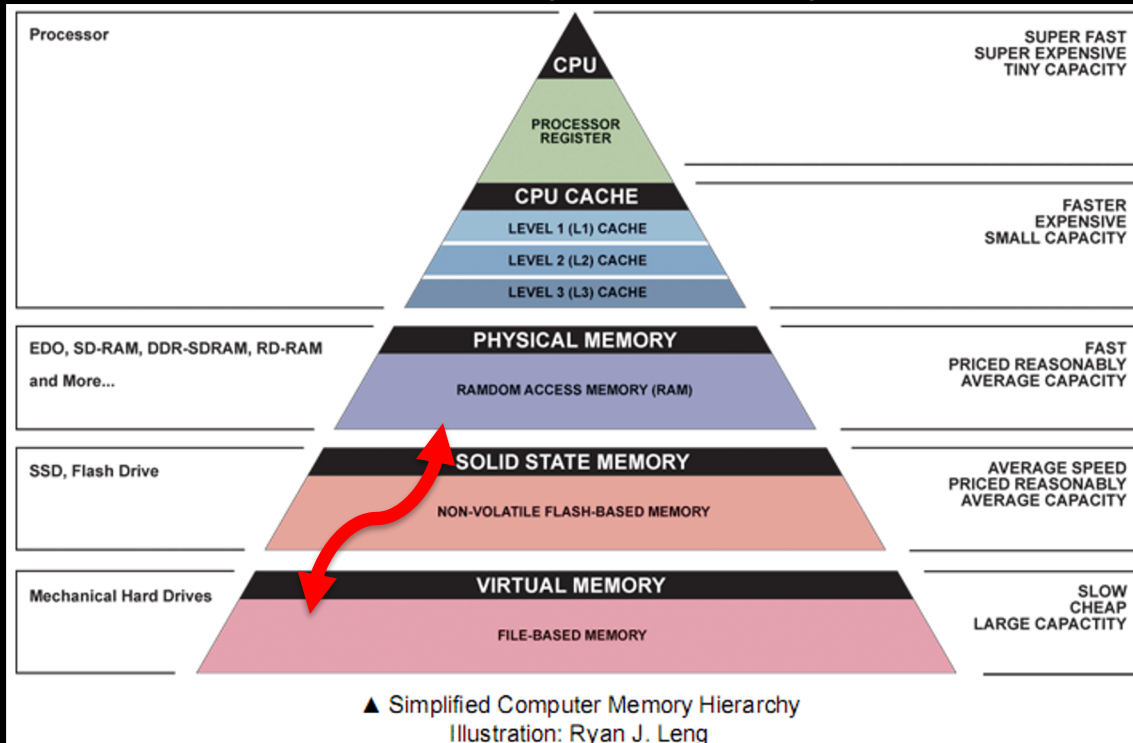 Processor
SUPER FAST
SUPER EXPENSIVE
TINY CAPACITY
CPU
PROCESSOR
REGISTER
CPU CACHE
LEVEL 1 (L1) CACHE
LEVEL 2 (L2) CACHE
LEVEL 3 (L3) CACHE
FASTER
EXPENSIVE
SMALL CAPACITY
EDO, SD-RAM, DDR-SDRAM, RD-RAM
and More...
PHYSICAL MEMORY
RAMDOM ACCESS MEMORY (RAM)
FAST
PRICED REASONABLY
AVERAGE CAPACITY
SSD, Flash Drive
SOLID STATE MEMORY
NON-VOLATILE FLASH-BASED MEMORY
AVERAGE SPEED
PRICED REASONABLY
AVERAGE CAPACITY
Mechanical Hard Drives
VIRTUAL MEMORY
FILE-BASED MEMORY
SLOW
CHEAP
LARGE CAPACTITY
▲ Simplified Computer Memory Hierarchy
Illustration: Ryan J. Leng